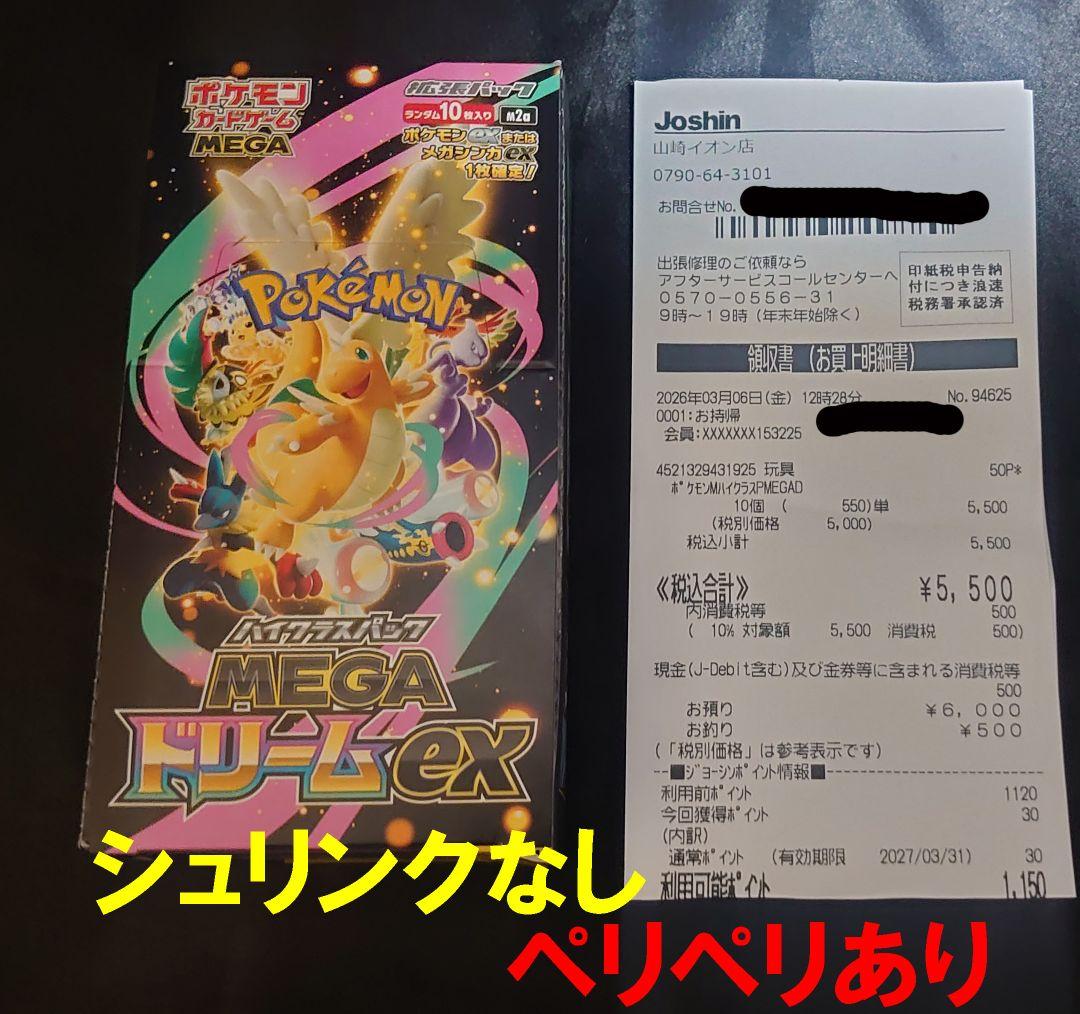 ポケモン
カードゲーム
MEGA
拡張パック
ランダム10枚入り M2a
ポケモンexまたは
メガシンカex
1枚確定!
POKÉMON
ハイクラスパック
MEGA
ドリームex
シュリンクなし
ペリペリあり
Joshin
山崎イオン店
0790-64-3101
お問合せNo.
出張修理のご依頼なら
アフターサービスコールセンターへ
0570-0556-31
9時~19時(年末年始除く)
印紙税申告納
付につき浪速
税務署承認済
領収書 (お買上明細書)
2026年03月06日(金) 12時28分 No.94625
0001:お持帰
会員:XXXXXXX153225
4521329431925 玩具 50P*
ポケモンMハイクラスPMEGAD
10個 ( 550)単 5,500
(税別価格 5,000)
税込小計 5,500
《税込合計》 ¥5,500
内消費税等 500
( 10% 対象額 5,500 消費税 500)
現金(J-Debit含む)及び金券等に含まれる消費税等
500
お預り ¥6,000
お釣り ¥500
(「税別価格」は参考表示です)
--■ジョーシンポイント情報■--
利用前ポイント 1120
今回獲得ポイント 30
(内訳)
通常ポイント (有効期限 2027/03/31) 30
利用可能ポイント 1,150